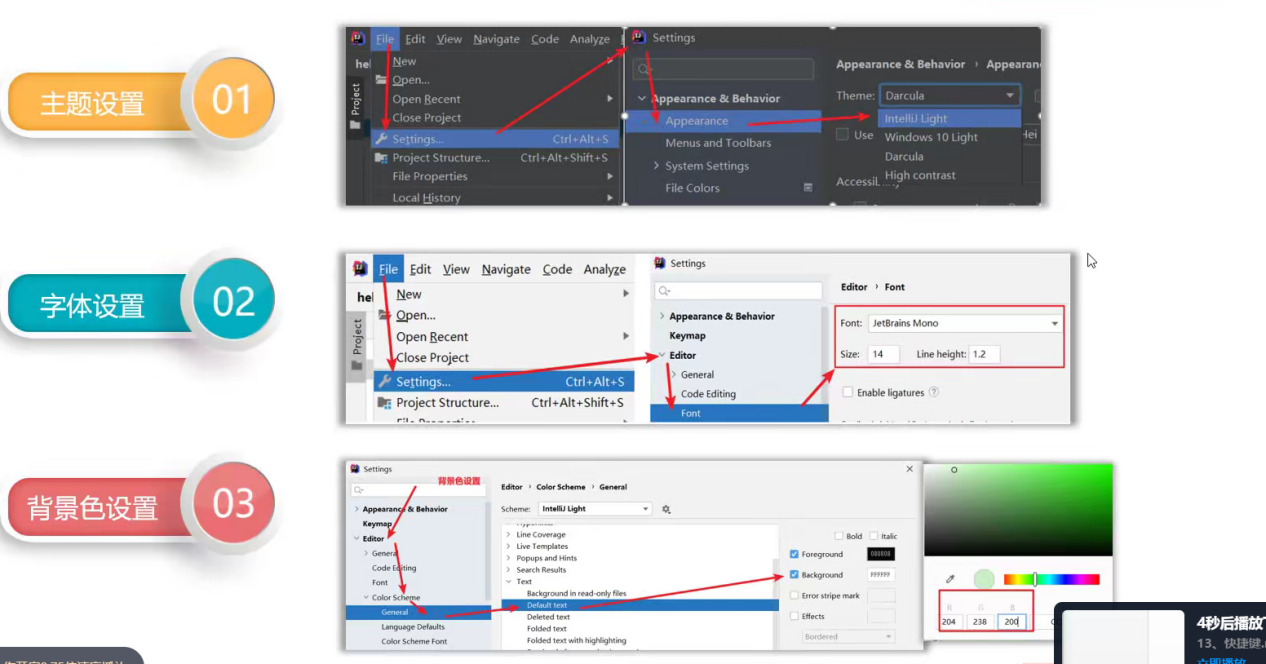 主题设置 01
File Edit View Navigate Code Analyze
New
Open...
Open Recent
Close Project
Settings... Ctrl+Alt+S
Project Structure... Ctrl+Alt+Shift+S
File Properties
Local History
Project
Settings
Appearance & Behavior
Appearance
Menus and Toolbars
System Settings
File Colors
Appearance & Behavior › Appearan
Theme: Darcula
IntelliJ Light
Use Windows 10 Light
Darcula
High contrast
字体设置 02
File Edit View Navigate Code Analyze
hel
New
Open...
Open Recent
Close Project
Settings... Ctrl+Alt+S
Project Structure... Ctrl+Alt+Shift+S
Project
Settings
Appearance & Behavior
Keymap
Editor
General
Code Editing
Font
Editor › Font
Font: JetBrains Mono
Size: 14 Line height: 1.2
Enable ligatures ?
背景色设置 03
Settings
背景色设置
Appearance & Behavior
Keymap
Editor
General
Code Editing
Font
Color Scheme
General
Language Defaults
Color Scheme Font
Editor › Color Scheme › General
Scheme: IntelliJ Light
Line Coverage
Live Templates
Popups and Hints
Search Results
Text
Background in read-only files
Default text
Deleted text
Folded text
Folded text with highlighting
Bold Italic
Foreground
Background FFFFFF
Error stripe mark
Effects
Bordered
R G B
204 238 200
4秒后播放下
13、快捷键.